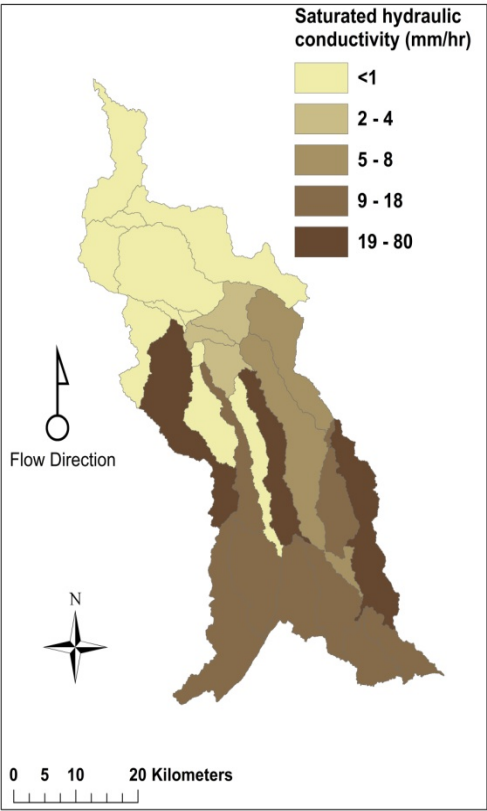 Saturated hydraulic
conductivity (mm/hr)
<1
2 - 4
5 - 8
9 - 18
19 - 80
Flow Direction
N
0 5 10 20 Kilometers